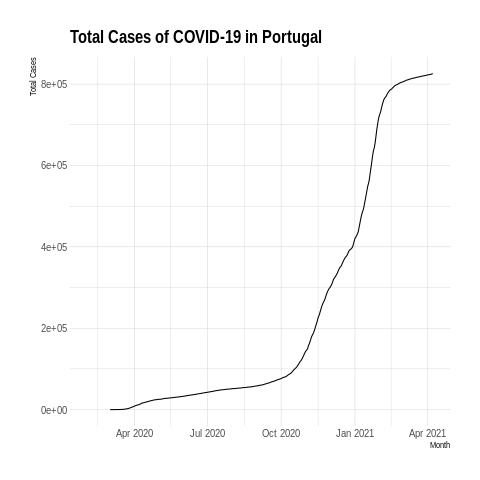 Total Cases of COVID-19 in Portugal
Total Cases
8e+05
6e+05
4e+05
2e+05
0e+00
Apr 2020 Jul 2020 Oct 2020 Jan 2021 Apr 2021
Month